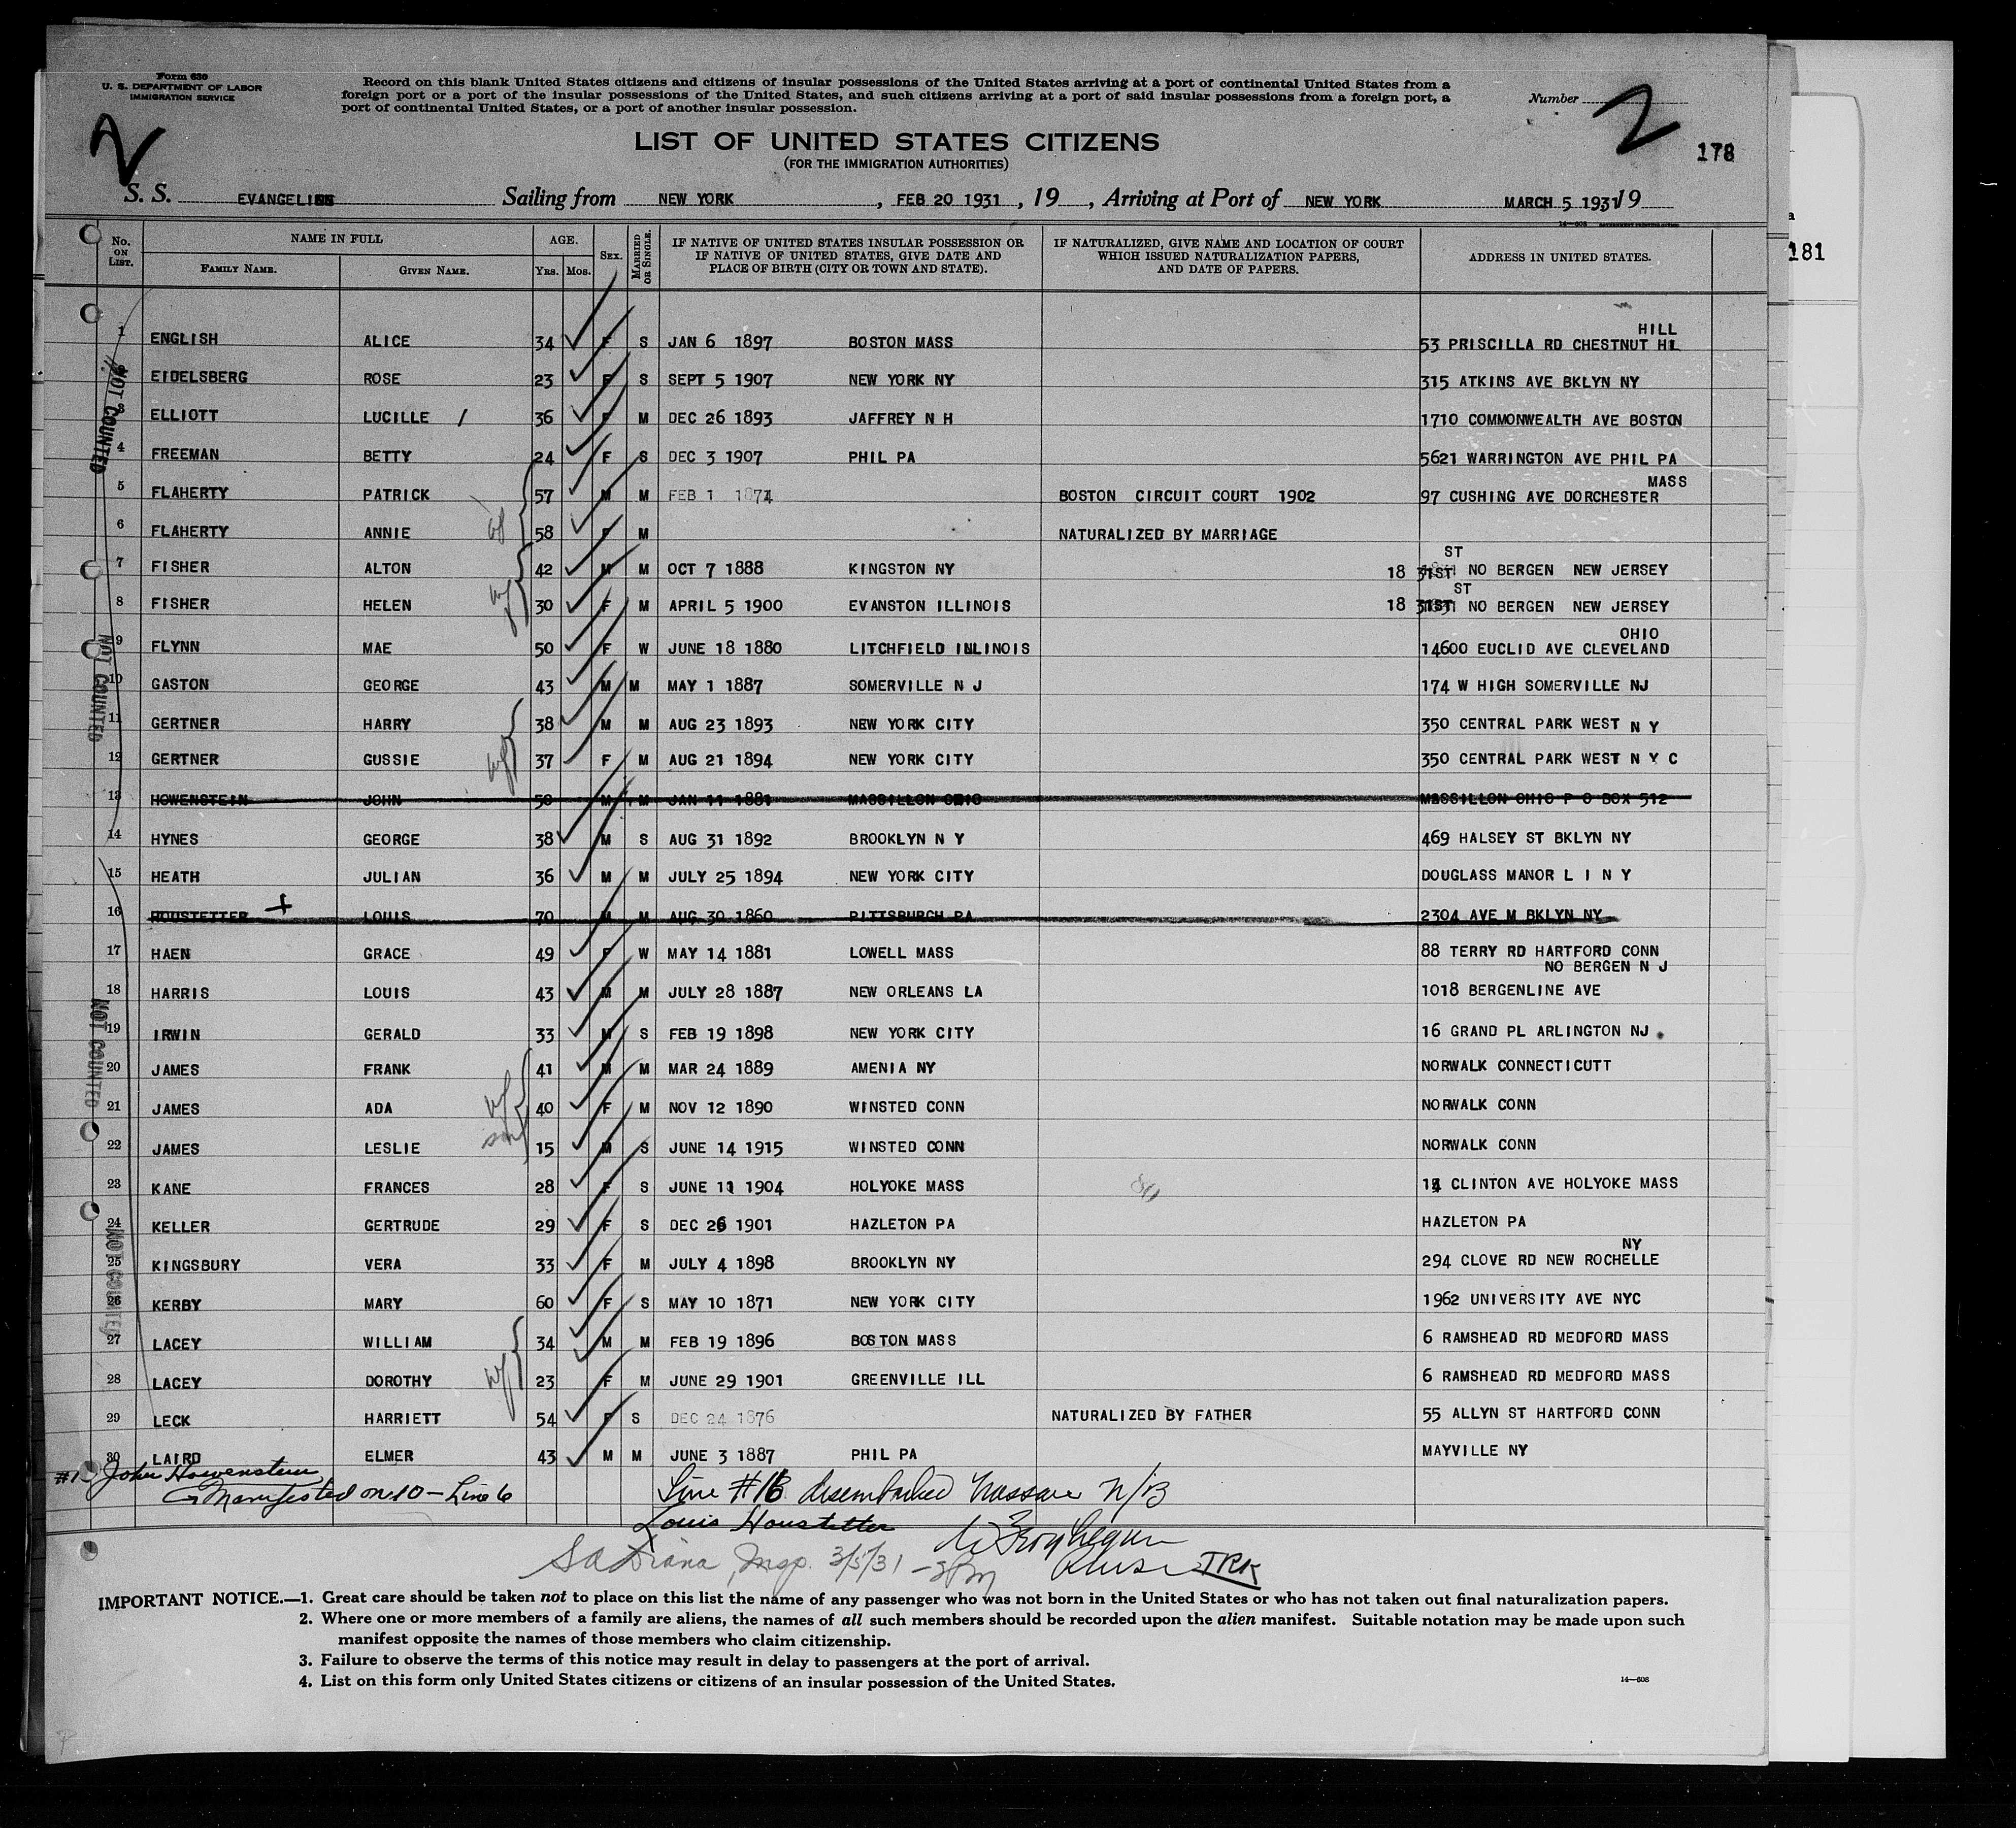 Form 630
U. S. DEPARTMENT OF LABOR
IMMIGRATION SERVICE
Record on this blank United States citizens and citizens of insular possessions of the United States arriving at a port of continental United States from a
foreign port or a port of the insular possessions of the United States, and such citizens arriving at a port of said insular possessions from a foreign port, a
port of continental United States, or a port of another insular possession.
Number 2
2
178
181
LIST OF UNITED STATES CITIZENS
(FOR THE IMMIGRATION AUTHORITIES)
S. S. EVANGELINE Sailing from NEW YORK , FEB 20 1931 , 19 , Arriving at Port of NEW YORK MARCH 5 1931 19
No. ON LIST. NAME IN FULL AGE. SEX. MARRIED OR SINGLE. IF NATIVE OF UNITED STATES INSULAR POSSESSION OR IF NATIVE OF UNITED STATES, GIVE DATE AND PLACE OF BIRTH (CITY OR TOWN AND STATE). IF NATURALIZED, GIVE NAME AND LOCATION OF COURT WHICH ISSUED NATURALIZATION PAPERS, AND DATE OF PAPERS. ADDRESS IN UNITED STATES.
FAMILY NAME. GIVEN NAME. YRS. MOS.
1 ENGLISH ALICE 34 F S JAN 6 1897 BOSTON MASS 53 PRISCILLA RD CHESTNUT HILL
2 EIDELSBERG ROSE 23 F S SEPT 5 1907 NEW YORK NY 315 ATKINS AVE BKLYN NY
3 ELLIOTT LUCILLE / 36 F M DEC 26 1893 JAFFREY N H 1710 COMMONWEALTH AVE BOSTON
4 FREEMAN BETTY 24 F S DEC 3 1907 PHIL PA 5621 WARRINGTON AVE PHIL PA
5 FLAHERTY PATRICK 57 M M FEB 1 1874 BOSTON CIRCUIT COURT 1902 97 CUSHING AVE DORCHESTER MASS
6 FLAHERTY ANNIE 58 F M NATURALIZED BY MARRIAGE
7 FISHER ALTON 42 M M OCT 7 1888 KINGSTON NY 18 31ST ST NO BERGEN NEW JERSEY
8 FISHER HELEN 30 F M APRIL 5 1900 EVANSTON ILLINOIS 18 31ST ST NO BERGEN NEW JERSEY
9 FLYNN MAE 50 F W JUNE 18 1880 LITCHFIELD ILLINOIS 14600 EUCLID AVE CLEVELAND OHIO
10 GASTON GEORGE 43 M M MAY 1 1887 SOMERVILLE N J 174 W HIGH SOMERVILLE NJ
11 GERTNER HARRY 38 M M AUG 23 1893 NEW YORK CITY 350 CENTRAL PARK WEST N Y
12 GERTNER GUSSIE 37 F M AUG 21 1894 NEW YORK CITY 350 CENTRAL PARK WEST N Y C
13 HOWENSTEIN JOHN 50 M M JAN 11 1881 MASSILLON OHIO MASSILLON OHIO P O BOX 512
14 HYNES GEORGE 38 M S AUG 31 1892 BROOKLYN N Y 469 HALSEY ST BKLYN NY
15 HEATH JULIAN 36 M M JULY 25 1894 NEW YORK CITY DOUGLASS MANOR L I N Y
16 HOUSTETTER LOUIS 70 M M AUG 30 1860 PITTSBURGH PA 2304 AVE M BKLYN NY
17 HAEN GRACE 49 F W MAY 14 1881 LOWELL MASS 88 TERRY RD HARTFORD CONN
18 HARRIS LOUIS 43 M M JULY 28 1887 NEW ORLEANS LA 1018 BERGENLINE AVE NO BERGEN N J
19 IRWIN GERALD 33 M S FEB 19 1898 NEW YORK CITY 16 GRAND PL ARLINGTON NJ
20 JAMES FRANK 41 M M MAR 24 1889 AMENIA NY NORWALK CONNECTICUTT
21 JAMES ADA 40 F M NOV 12 1890 WINSTED CONN NORWALK CONN
22 JAMES LESLIE 15 M S JUNE 14 1915 WINSTED CONN NORWALK CONN
23 KANE FRANCES 28 F S JUNE 11 1904 HOLYOKE MASS CLINTON AVE HOLYOKE MASS
24 KELLER GERTRUDE 29 F S DEC 26 1901 HAZLETON PA HAZLETON PA
25 KINGSBURY VERA 33 F M JULY 4 1898 BROOKLYN NY 294 CLOVE RD NEW ROCHELLE NY
26 KERBY MARY 60 F S MAY 10 1871 NEW YORK CITY 1962 UNIVERSITY AVE NYC
27 LACEY WILLIAM 34 M M FEB 19 1896 BOSTON MASS 6 RAMSHEAD RD MEDFORD MASS
28 LACEY DOROTHY 23 F M JUNE 29 1901 GREENVILLE ILL 6 RAMSHEAD RD MEDFORD MASS
29 LECK HARRIETT 54 F S DEC 24 1876 NATURALIZED BY FATHER 55 ALLYN ST HARTFORD CONN
30 LAIRD ELMER 43 M M JUNE 3 1887 PHIL PA MAYVILLE NY
NOT COUNTED
NOT COUNTED
NOT COUNTED
NOT COUNTED
wf
wf
wf
wf
son
wf
80
John Howenstein
Manifested on 10 - Line 6
Line #16 disembarked Nassau N/B
Louis Houstetter
Purser
IRK
Insp. 3/5/31 - 3 PM
IMPORTANT NOTICE.—1. Great care should be taken not to place on this list the name of any passenger who was not born in the United States or who has not taken out final naturalization papers.
2. Where one or more members of a family are aliens, the names of all such members should be recorded upon the alien manifest. Suitable notation may be made upon such
manifest opposite the names of those members who claim citizenship.
3. Failure to observe the terms of this notice may result in delay to passengers at the port of arrival.
4. List on this form only United States citizens or citizens of an insular possession of the United States.
14—608